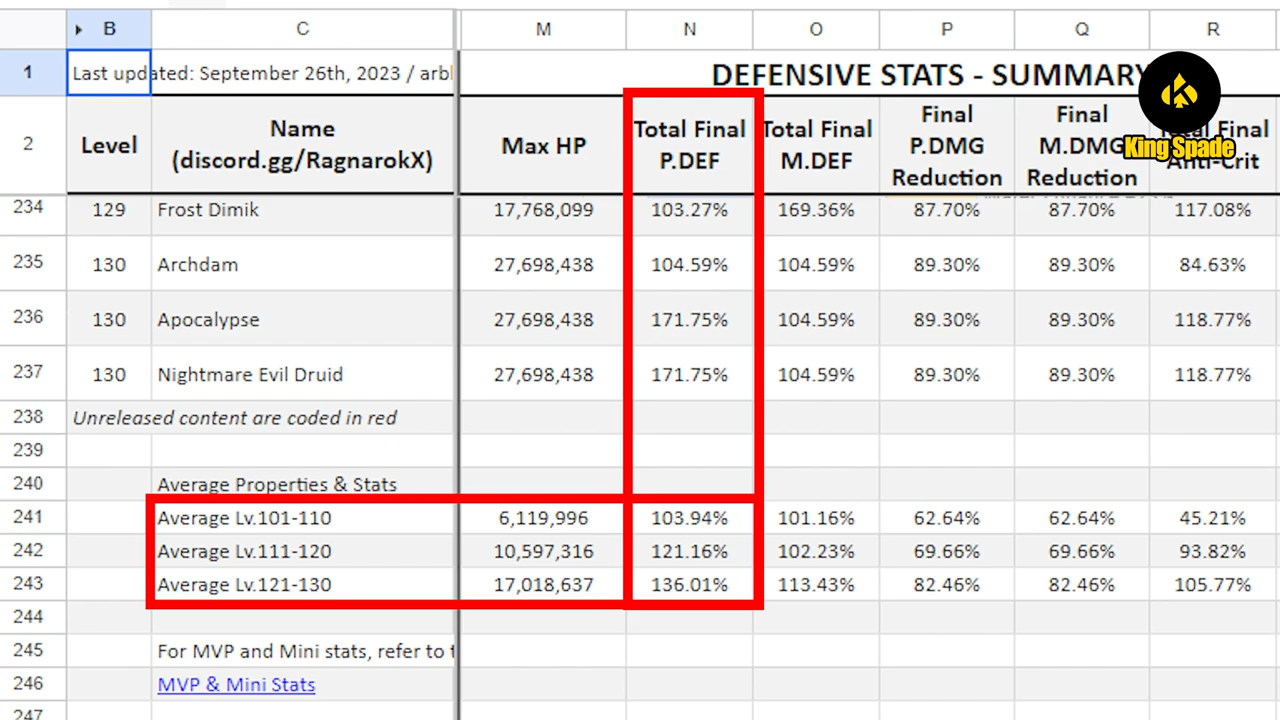 B C M N O P Q R
1 Last updated: September 26th, 2023 / arb DEFENSIVE STATS - SUMMARY
2 Level Name (discord.gg/RagnarokX) Max HP Total Final P.DEF Total Final M.DEF Final P.DMG Reduction Final M.DMG Reduction Total Final Anti-Crit
King Spade
234 129 Frost Dimik 17,768,099 103.27% 169.36% 87.70% 87.70% 117.08%
235 130 Archdam 27,698,438 104.59% 104.59% 89.30% 89.30% 84.63%
236 130 Apocalypse 27,698,438 171.75% 104.59% 89.30% 89.30% 118.77%
237 130 Nightmare Evil Druid 27,698,438 171.75% 104.59% 89.30% 89.30% 118.77%
238 Unreleased content are coded in red
239
240 Average Properties & Stats
241 Average Lv.101-110 6,119,996 103.94% 101.16% 62.64% 62.64% 45.21%
242 Average Lv.111-120 10,597,316 121.16% 102.23% 69.66% 69.66% 93.82%
243 Average Lv.121-130 17,018,637 136.01% 113.43% 82.46% 82.46% 105.77%
244
245 For MVP and Mini stats, refer to t
246 MVP & Mini Stats
247